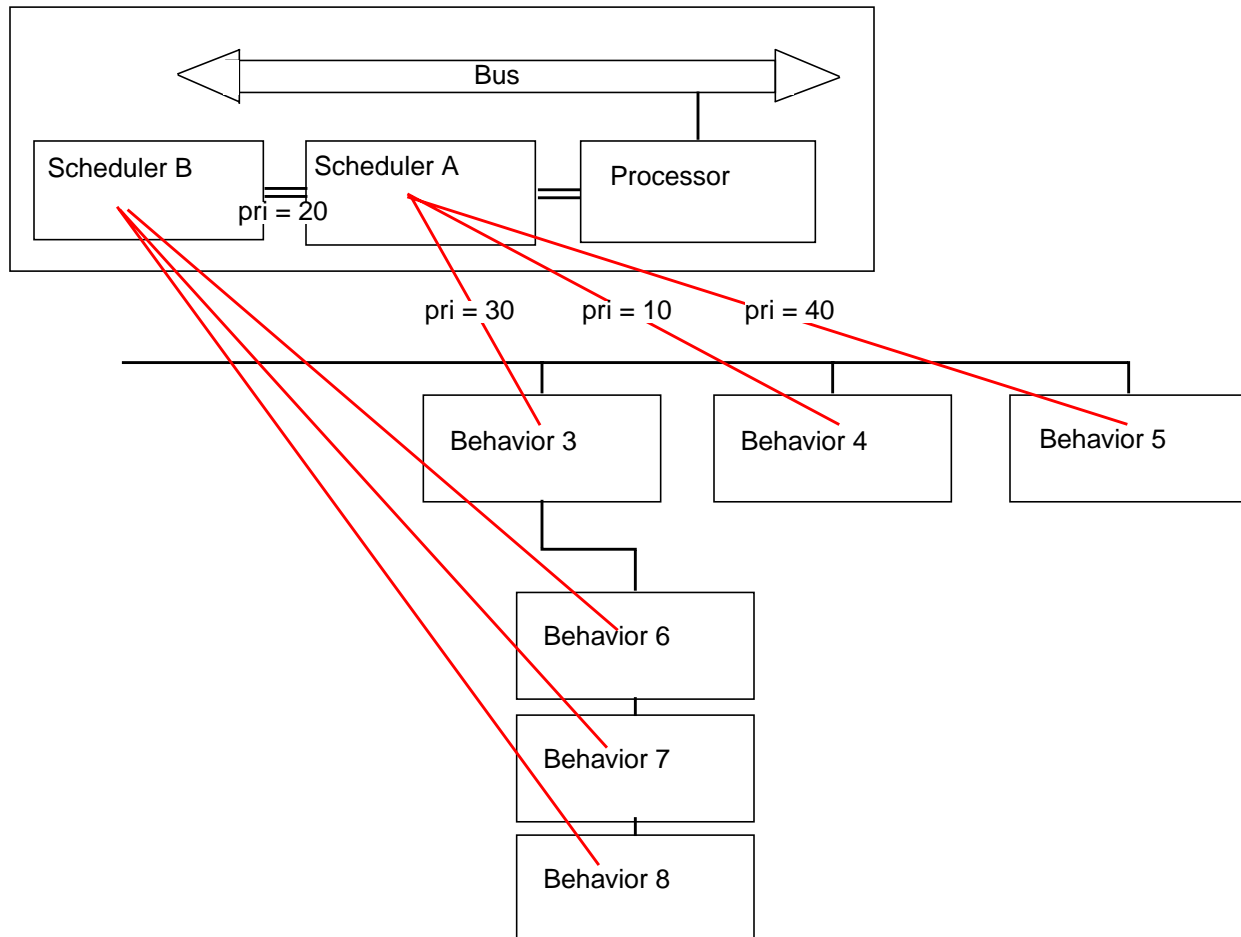 Bus
Scheduler B
Scheduler A
Processor
pri = 20
pri = 30
pri = 10
pri = 40
Behavior 3
Behavior 4
Behavior 5
Behavior 6
Behavior 7
Behavior 8